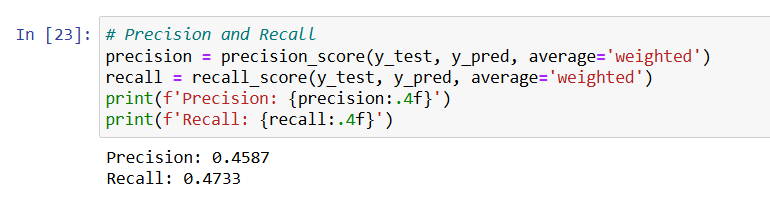 In [23]: # Precision and Recall
precision = precision_score(y_test, y_pred, average='weighted')
recall = recall_score(y_test, y_pred, average='weighted')
print(f'Precision: {precision:.4f}')
print(f'Recall: {recall:.4f}')
Precision: 0.4587
Recall: 0.4733